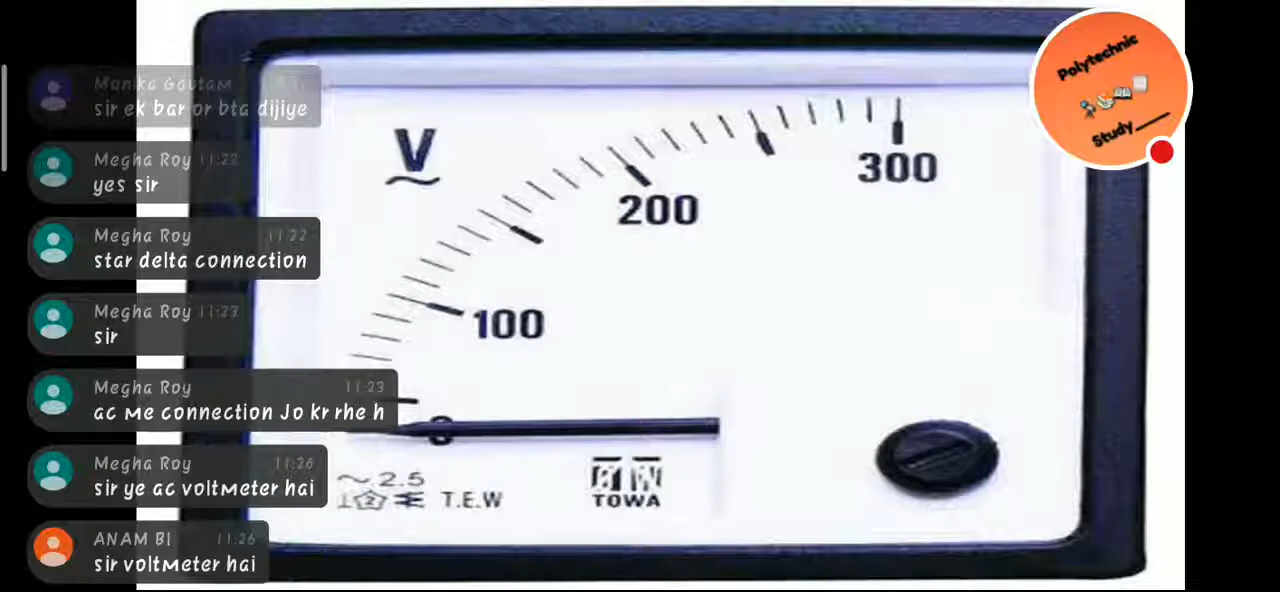 Monika Gautam
sir ek bar or bta dijiye
Megha Roy 11:22
yes sir
Megha Roy 11:22
star delta connection
Megha Roy 11:23
sir
Megha Roy 11:23
ac me connection Jo kr rhe h
Megha Roy 11:26
sir ye ac voltmeter hai
ANAM BI 11:26
sir voltmeter hai
V
100
200
300
0
~ 2.5
2
T.E.W
TOWA
Polytechnic
Study